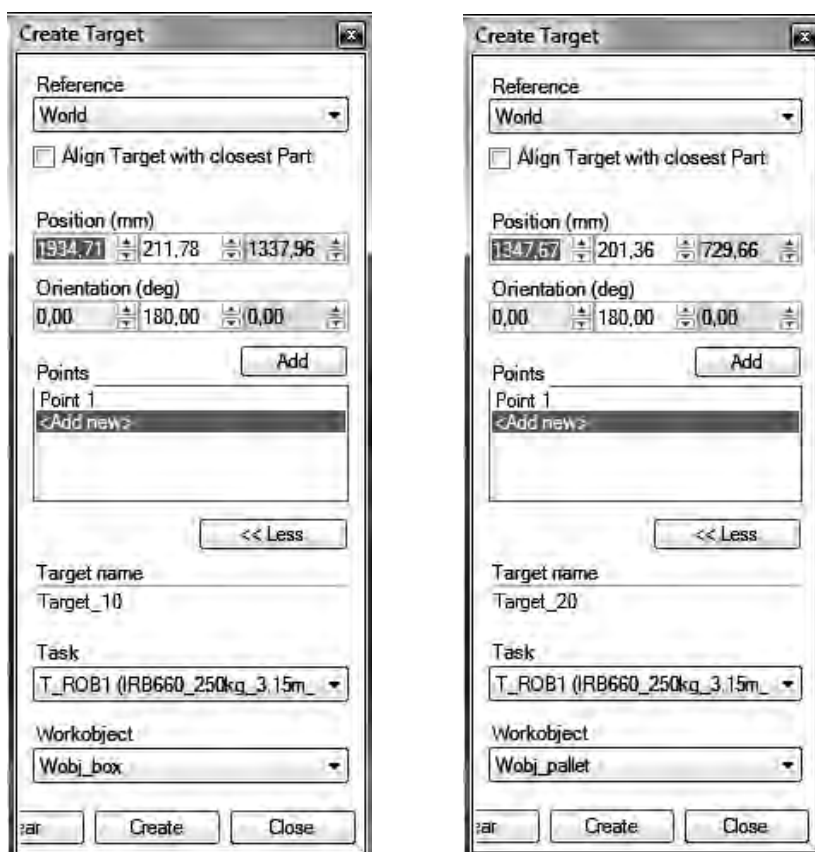 Create Target
Reference
World
Align Target with closest Part
Position (mm)
1934,71 211,78 1337,96
Orientation (deg)
0,00 180,00 0,00
Add
Points
Point 1
<Add new>
<< Less
Target name
Target_10
Task
T_ROB1 (IRB660_250kg_3.15m_
Workobject
Wobj_box
ear Create Close
Create Target
Reference
World
Align Target with closest Part
Position (mm)
1347,67 201,36 729,66
Orientation (deg)
0,00 180,00 0,00
Add
Points
Point 1
<Add new>
<< Less
Target name
Target_20
Task
T_ROB1 (IRB660_250kg_3.15m_
Workobject
Wobj_pallet
ear Create Close